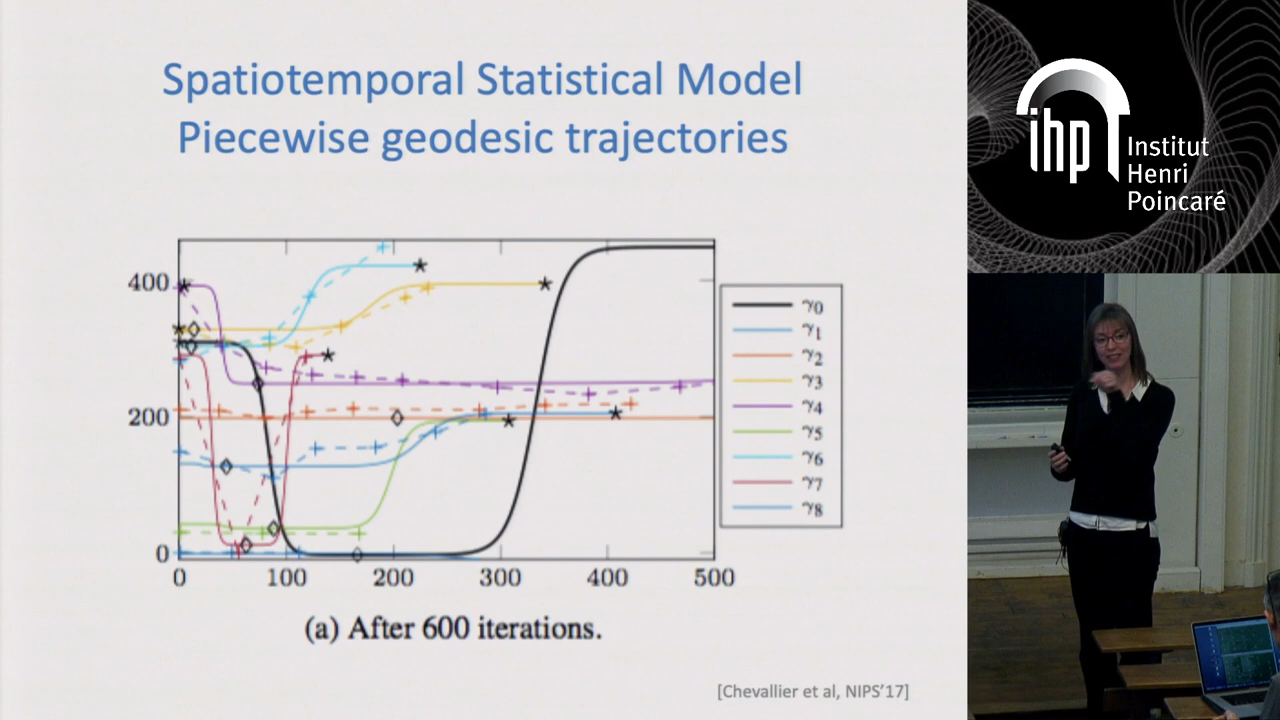 Spatiotemporal Statistical Model
Piecewise geodesic trajectories
400
200
0
0 100 200 300 400 500
γ0
γ1
γ2
γ3
γ4
γ5
γ6
γ7
γ8
(a) After 600 iterations.
[Chevallier et al, NIPS'17]
ihp Institut
Henri
Poincaré